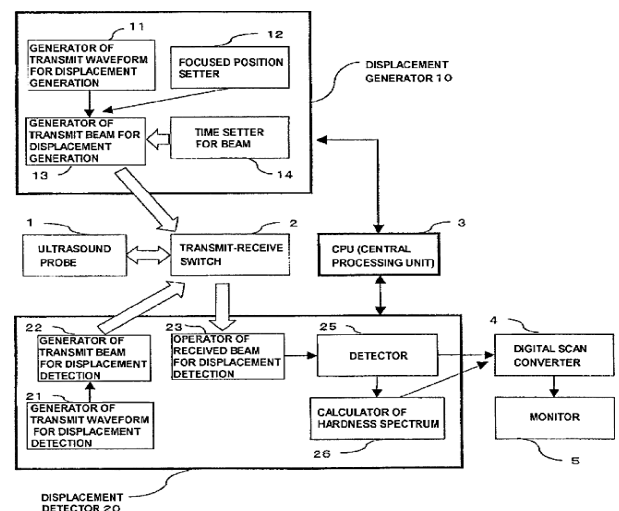 11
GENERATOR OF
TRANSMIT WAVEFORM
FOR DISPLACEMENT
GENERATION
12
FOCUSED POSITION
SETTER
DISPLACEMENT
GENERATOR 10
GENERATOR OF
TRANSMIT BEAM FOR
DISPLACEMENT
GENERATION
13
TIME SETTER
FOR BEAM
14
1
ULTRASOUND
PROBE
2
TRANSMIT-RECEIVE
SWITCH
3
CPU (CENTRAL
PROCESSING UNIT)
22
GENERATOR OF
TRANSMIT BEAM
FOR DISPLACEMENT
DETECTION
23
OPERATOR OF
RECEIVED BEAM
FOR DISPLACEMENT
DETECTION
25
DETECTOR
4
DIGITAL SCAN
CONVERTER
21
GENERATOR OF
TRANSMIT WAVEFORM
FOR DISPLACEMENT
DETECTION
CALCULATOR OF
HARDNESS SPECTRUM
26
MONITOR
5
DISPLACEMENT
DETECTOR 20